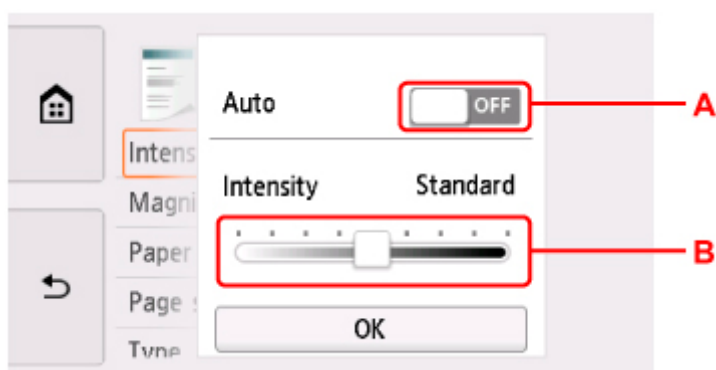 Auto
OFF
A
Intens
Magni
Intensity
Standard
Paper
B
Page s
OK
Type